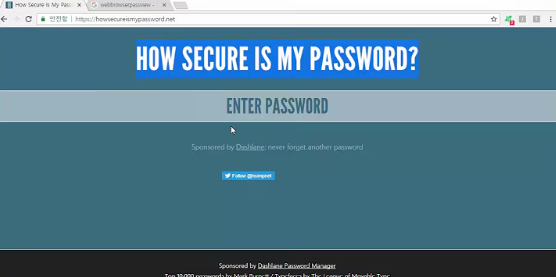 How Secure Is My Pass
webbrowserpassview -
안전함 https://howsecureismypassword.net
HOW SECURE IS MY PASSWORD?
ENTER PASSWORD
Sponsored by Dashlane: never forget another password
Follow @hsimpnet
Sponsored by Dashlane Password Manager
Top 10,000 passwords by Mark Burnett / Typefaces by The League of Movable Type